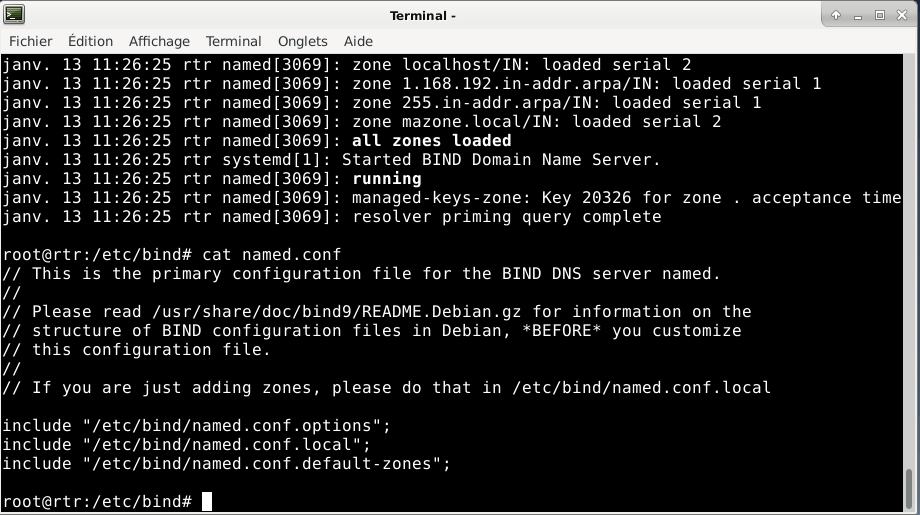 Terminal -
Fichier Édition Affichage Terminal Onglets Aide
janv. 13 11:26:25 rtr named[3069]: zone localhost/IN: loaded serial 2
janv. 13 11:26:25 rtr named[3069]: zone 1.168.192.in-addr.arpa/IN: loaded serial 1
janv. 13 11:26:25 rtr named[3069]: zone 255.in-addr.arpa/IN: loaded serial 1
janv. 13 11:26:25 rtr named[3069]: zone mazone.local/IN: loaded serial 2
janv. 13 11:26:25 rtr named[3069]: all zones loaded
janv. 13 11:26:25 rtr systemd[1]: Started BIND Domain Name Server.
janv. 13 11:26:25 rtr named[3069]: running
janv. 13 11:26:25 rtr named[3069]: managed-keys-zone: Key 20326 for zone . acceptance time
janv. 13 11:26:25 rtr named[3069]: resolver priming query complete
root@rtr:/etc/bind# cat named.conf
// This is the primary configuration file for the BIND DNS server named.
//
// Please read /usr/share/doc/bind9/README.Debian.gz for information on the
// structure of BIND configuration files in Debian, *BEFORE* you customize
// this configuration file.
//
// If you are just adding zones, please do that in /etc/bind/named.conf.local
include "/etc/bind/named.conf.options";
include "/etc/bind/named.conf.local";
include "/etc/bind/named.conf.default-zones";
root@rtr:/etc/bind#